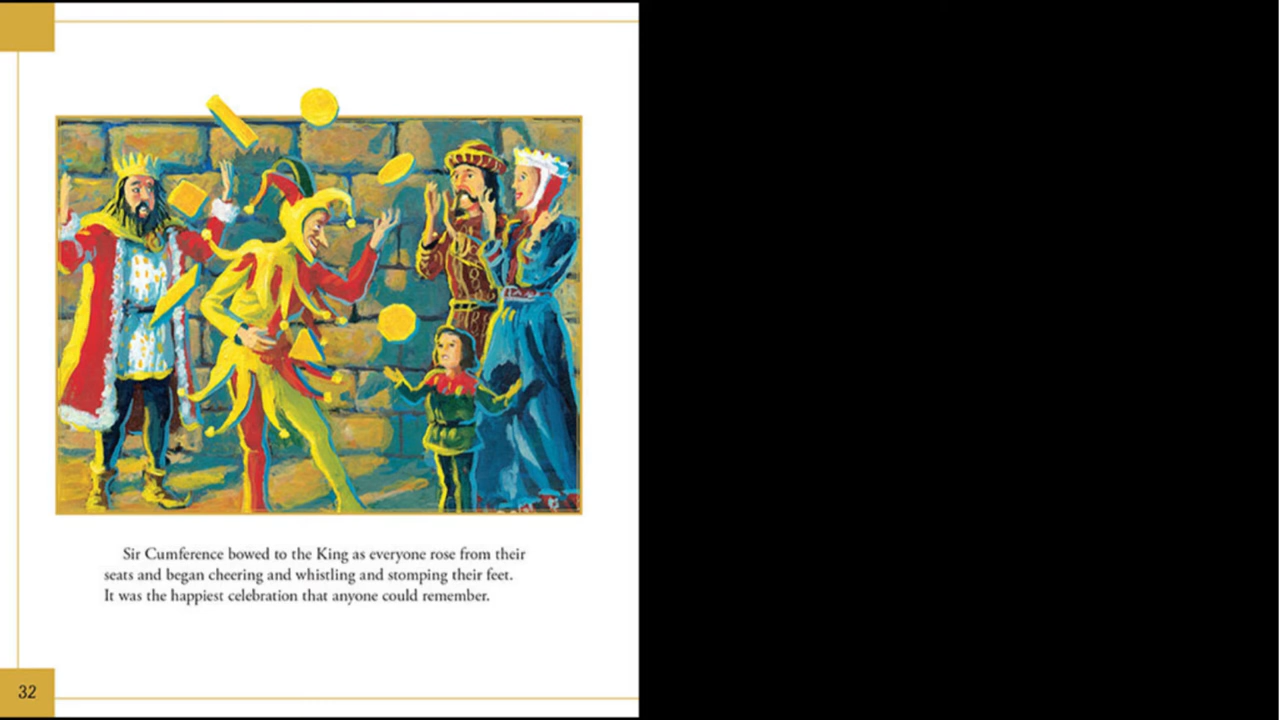 Sir Cumference bowed to the King as everyone rose from their
seats and began cheering and whistling and stomping their feet.
It was the happiest celebration that anyone could remember.
32